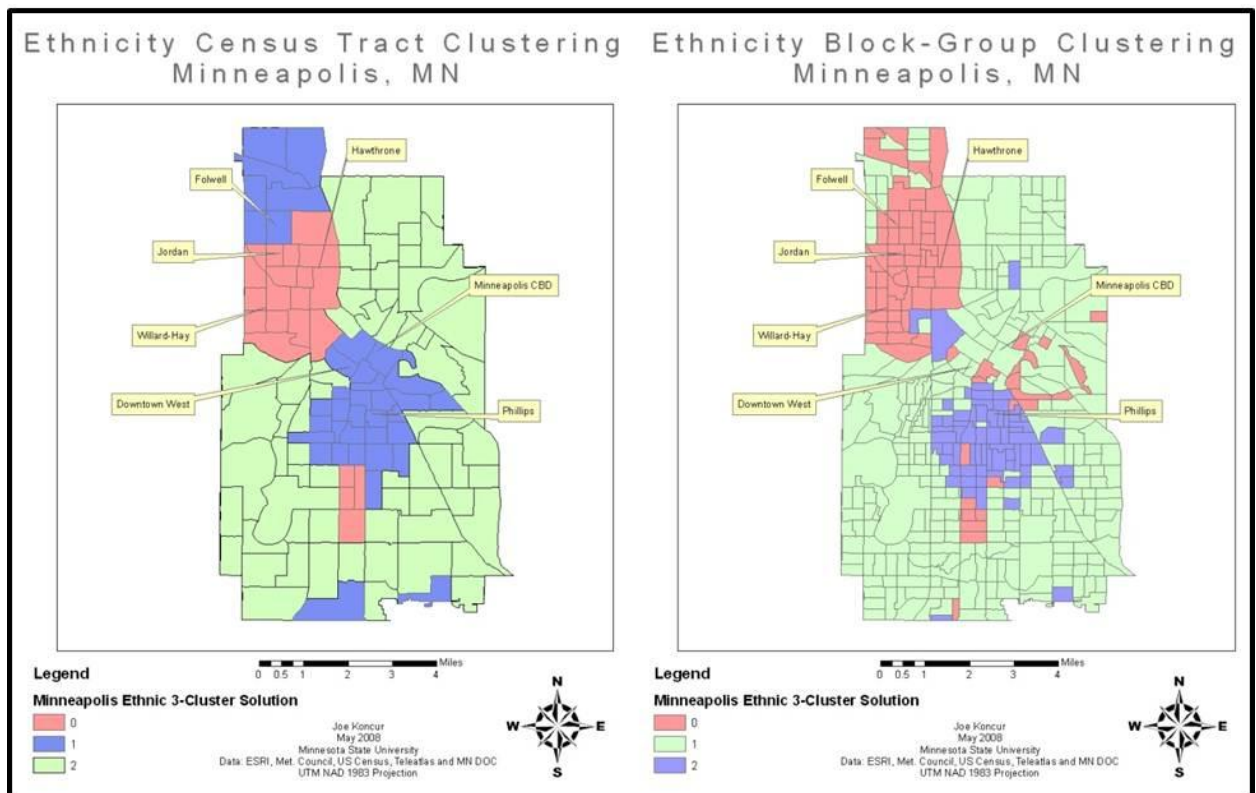 Ethnicity Census Tract Clustering
Minneapolis, MN
Hawthrone
Folwell
Jordan
Minneapolis CBD
Willard-Hay
Downtown West
Phillips
Legend
0 0.5 1 2 3 4 Miles
Minneapolis Ethnic 3-Cluster Solution
0
1
2
Joe Koncur
May 2008
Minnesota State University
Data: ESRI, Met. Council, US Census, Teleatlas and MN DOC
UTM NAD 1983 Projection
N
W E
S
Ethnicity Block-Group Clustering
Minneapolis, MN
Hawthrone
Folwell
Jordan
Minneapolis CBD
Willard-Hay
Downtown West
Phillips
Legend
0 0.5 1 2 3 4 Miles
Minneapolis Ethnic 3-Cluster Solution
0
1
2
Joe Koncur
May 2008
Minnesota State University
Data: ESRI, Met. Council, US Census, Teleatlas and MN DOC
UTM NAD 1983 Projection
N
W E
S